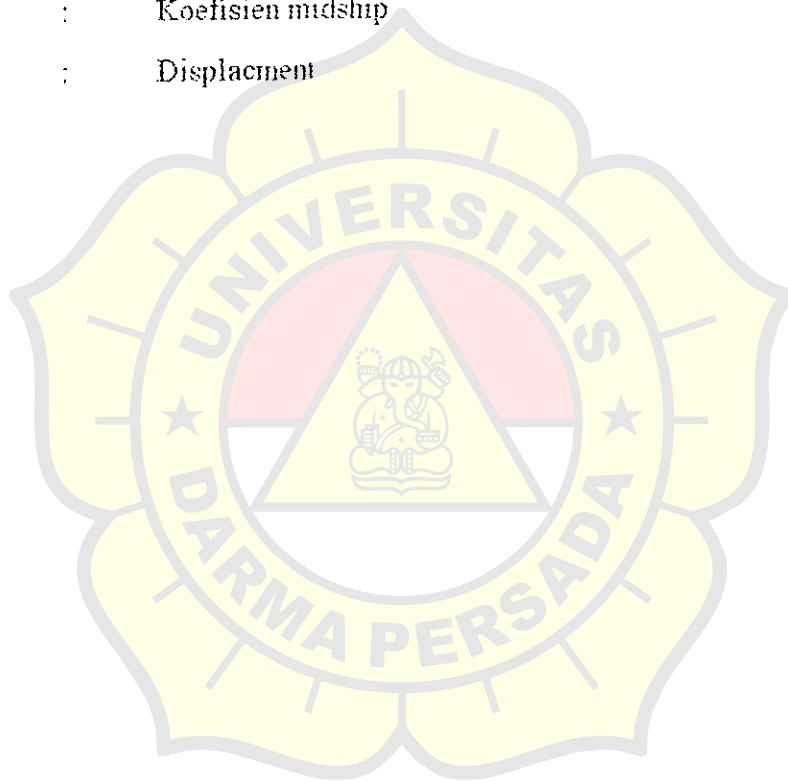 : Koefisien midship
: Displacment
UNIVERSITAS
DARMA PERSADA